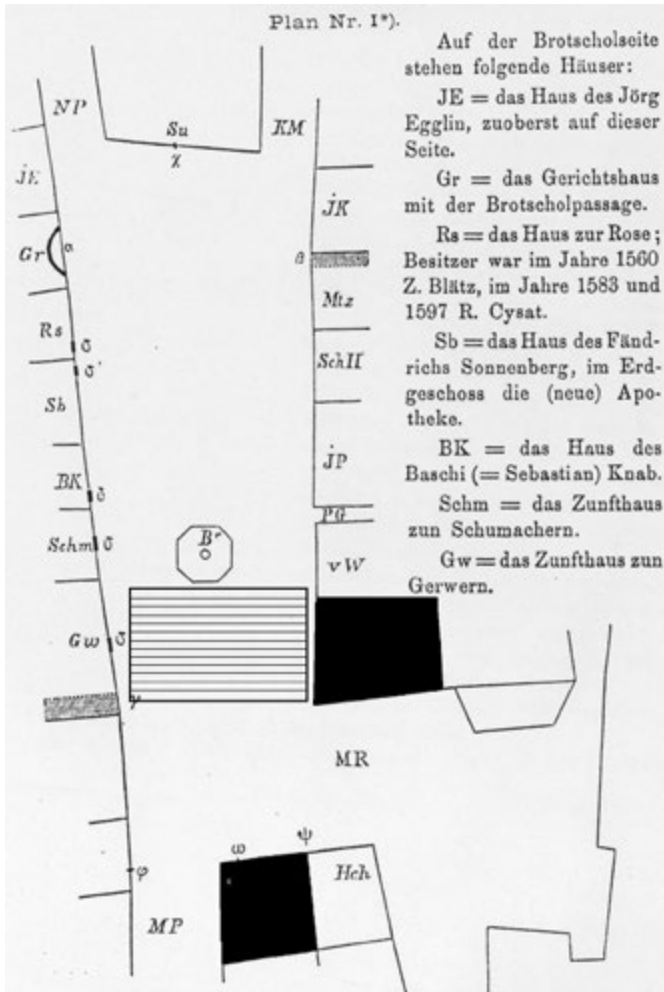 Plan Nr. I*).
Auf der Brotscholseite
stehen folgende Häuser:
JE = das Haus des Jörg
Egglin, zuoberst auf dieser
Seite.
Gr = das Gerichtshaus
mit der Brotscholpassage.
Rs = das Haus zur Rose;
Besitzer war im Jahre 1560
Z. Blätz, im Jahre 1583 und
1597 R. Cysat.
Sb = das Haus des Fänd-
richs Sonnenberg, im Erd-
geschoss die (neue) Apo-
theke.
BK = das Haus des
Baschi (= Sebastian) Knab.
Schm = das Zunfthaus
zun Schumachern.
Gw = das Zunfthaus zun
Gerwern.
NP
Su
χ
KM
JE
JK
Gr
α
Mtz
Rs
SchH
Sb
JP
BK
PG
Schm
B
vW
Gw
γ
MR
ω
ψ
φ
Hch
MP